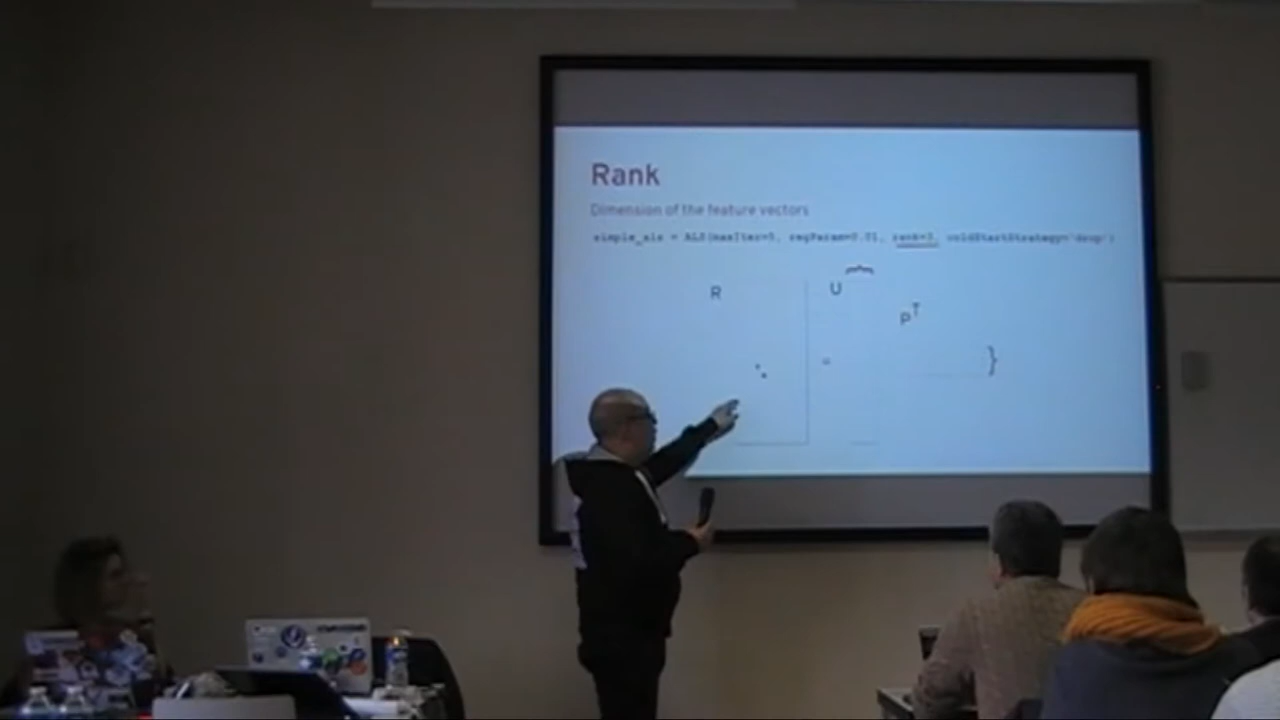 Rank
Dimension of the feature vectors
simple_als = ALS(maxIter=5, regParam=0.01, rank=3, coldStartStrategy='drop')
R
U
=
P^T
}